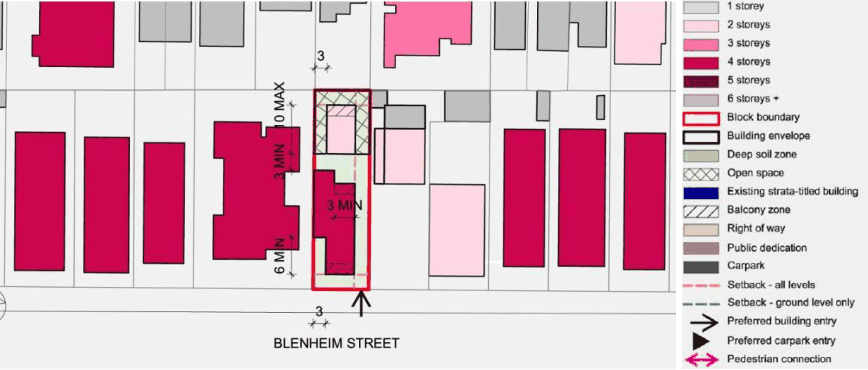 3
10 MAX
3 MIN
3 MIN
6 MIN
3
BLENHEIM STREET
1 storey
2 storeys
3 storeys
4 storeys
5 storeys
6 storeys +
Block boundary
Building envelope
Deep soil zone
Open space
Existing strata-titled building
Balcony zone
Right of way
Public dedication
Carpark
Setback - all levels
Setback - ground level only
Preferred building entry
Preferred carpark entry
Pedestrian connection